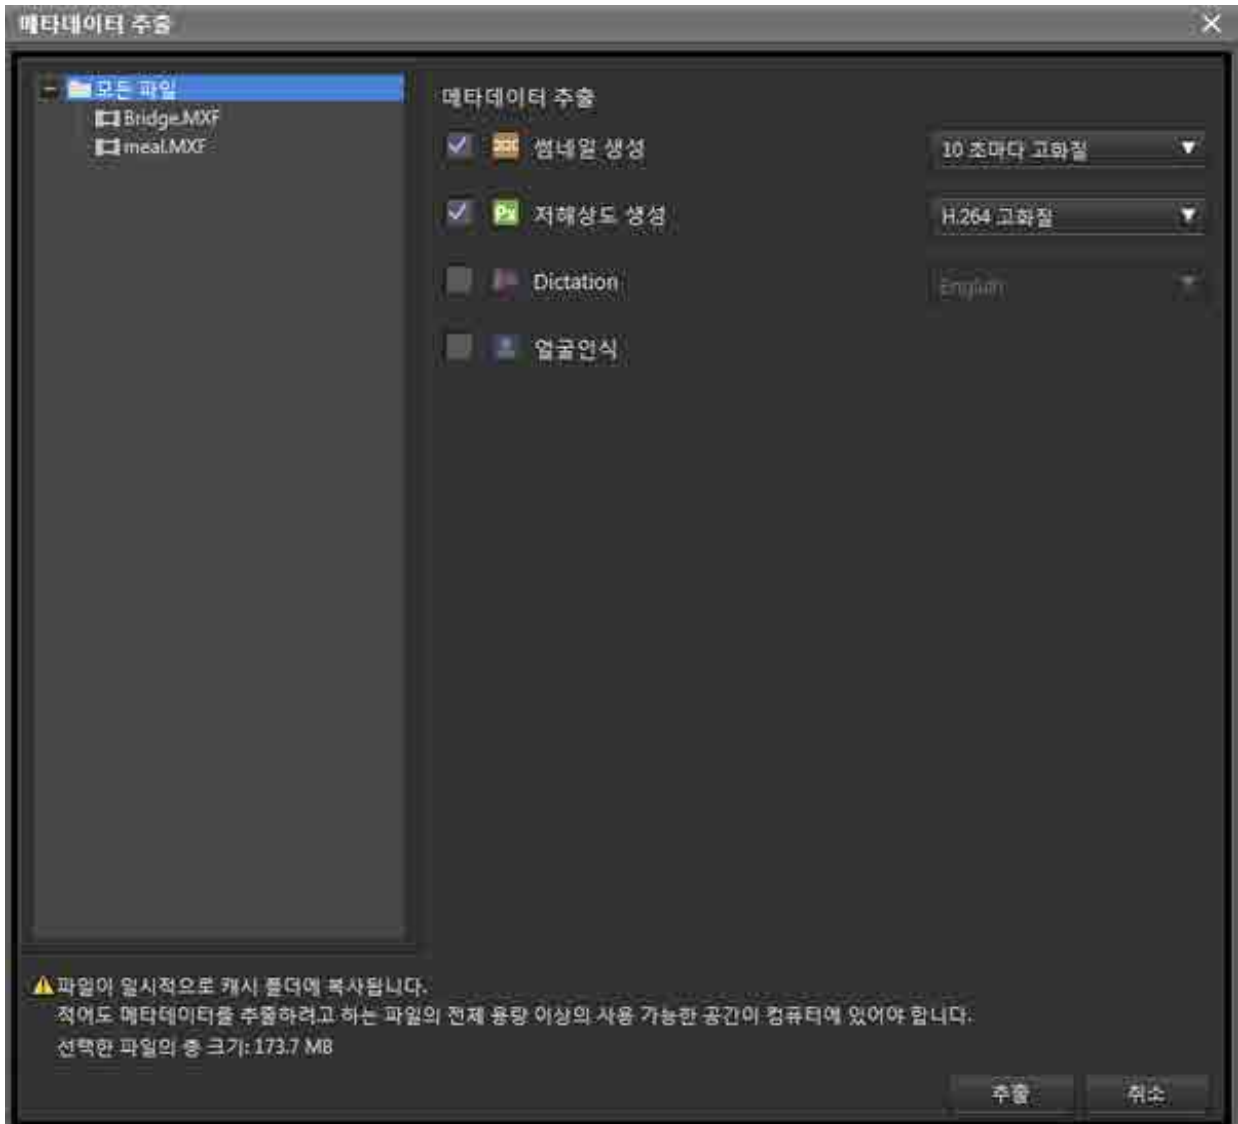 메타데이터 추출
모든 파일
Bridge.MXF
meal.MXF
메타데이터 추출
썸네일 생성
10 초마다 고화질
Px
저해상도 생성
H.264 고화질
Dictation
English
얼굴인식
파일이 일시적으로 캐시 폴더에 복사됩니다.
적어도 메타데이터를 추출하려고 하는 파일의 전체 용량 이상의 사용 가능한 공간이 컴퓨터에 있어야 합니다.
선택한 파일의 총 크기: 173.7 MB
추출
취소